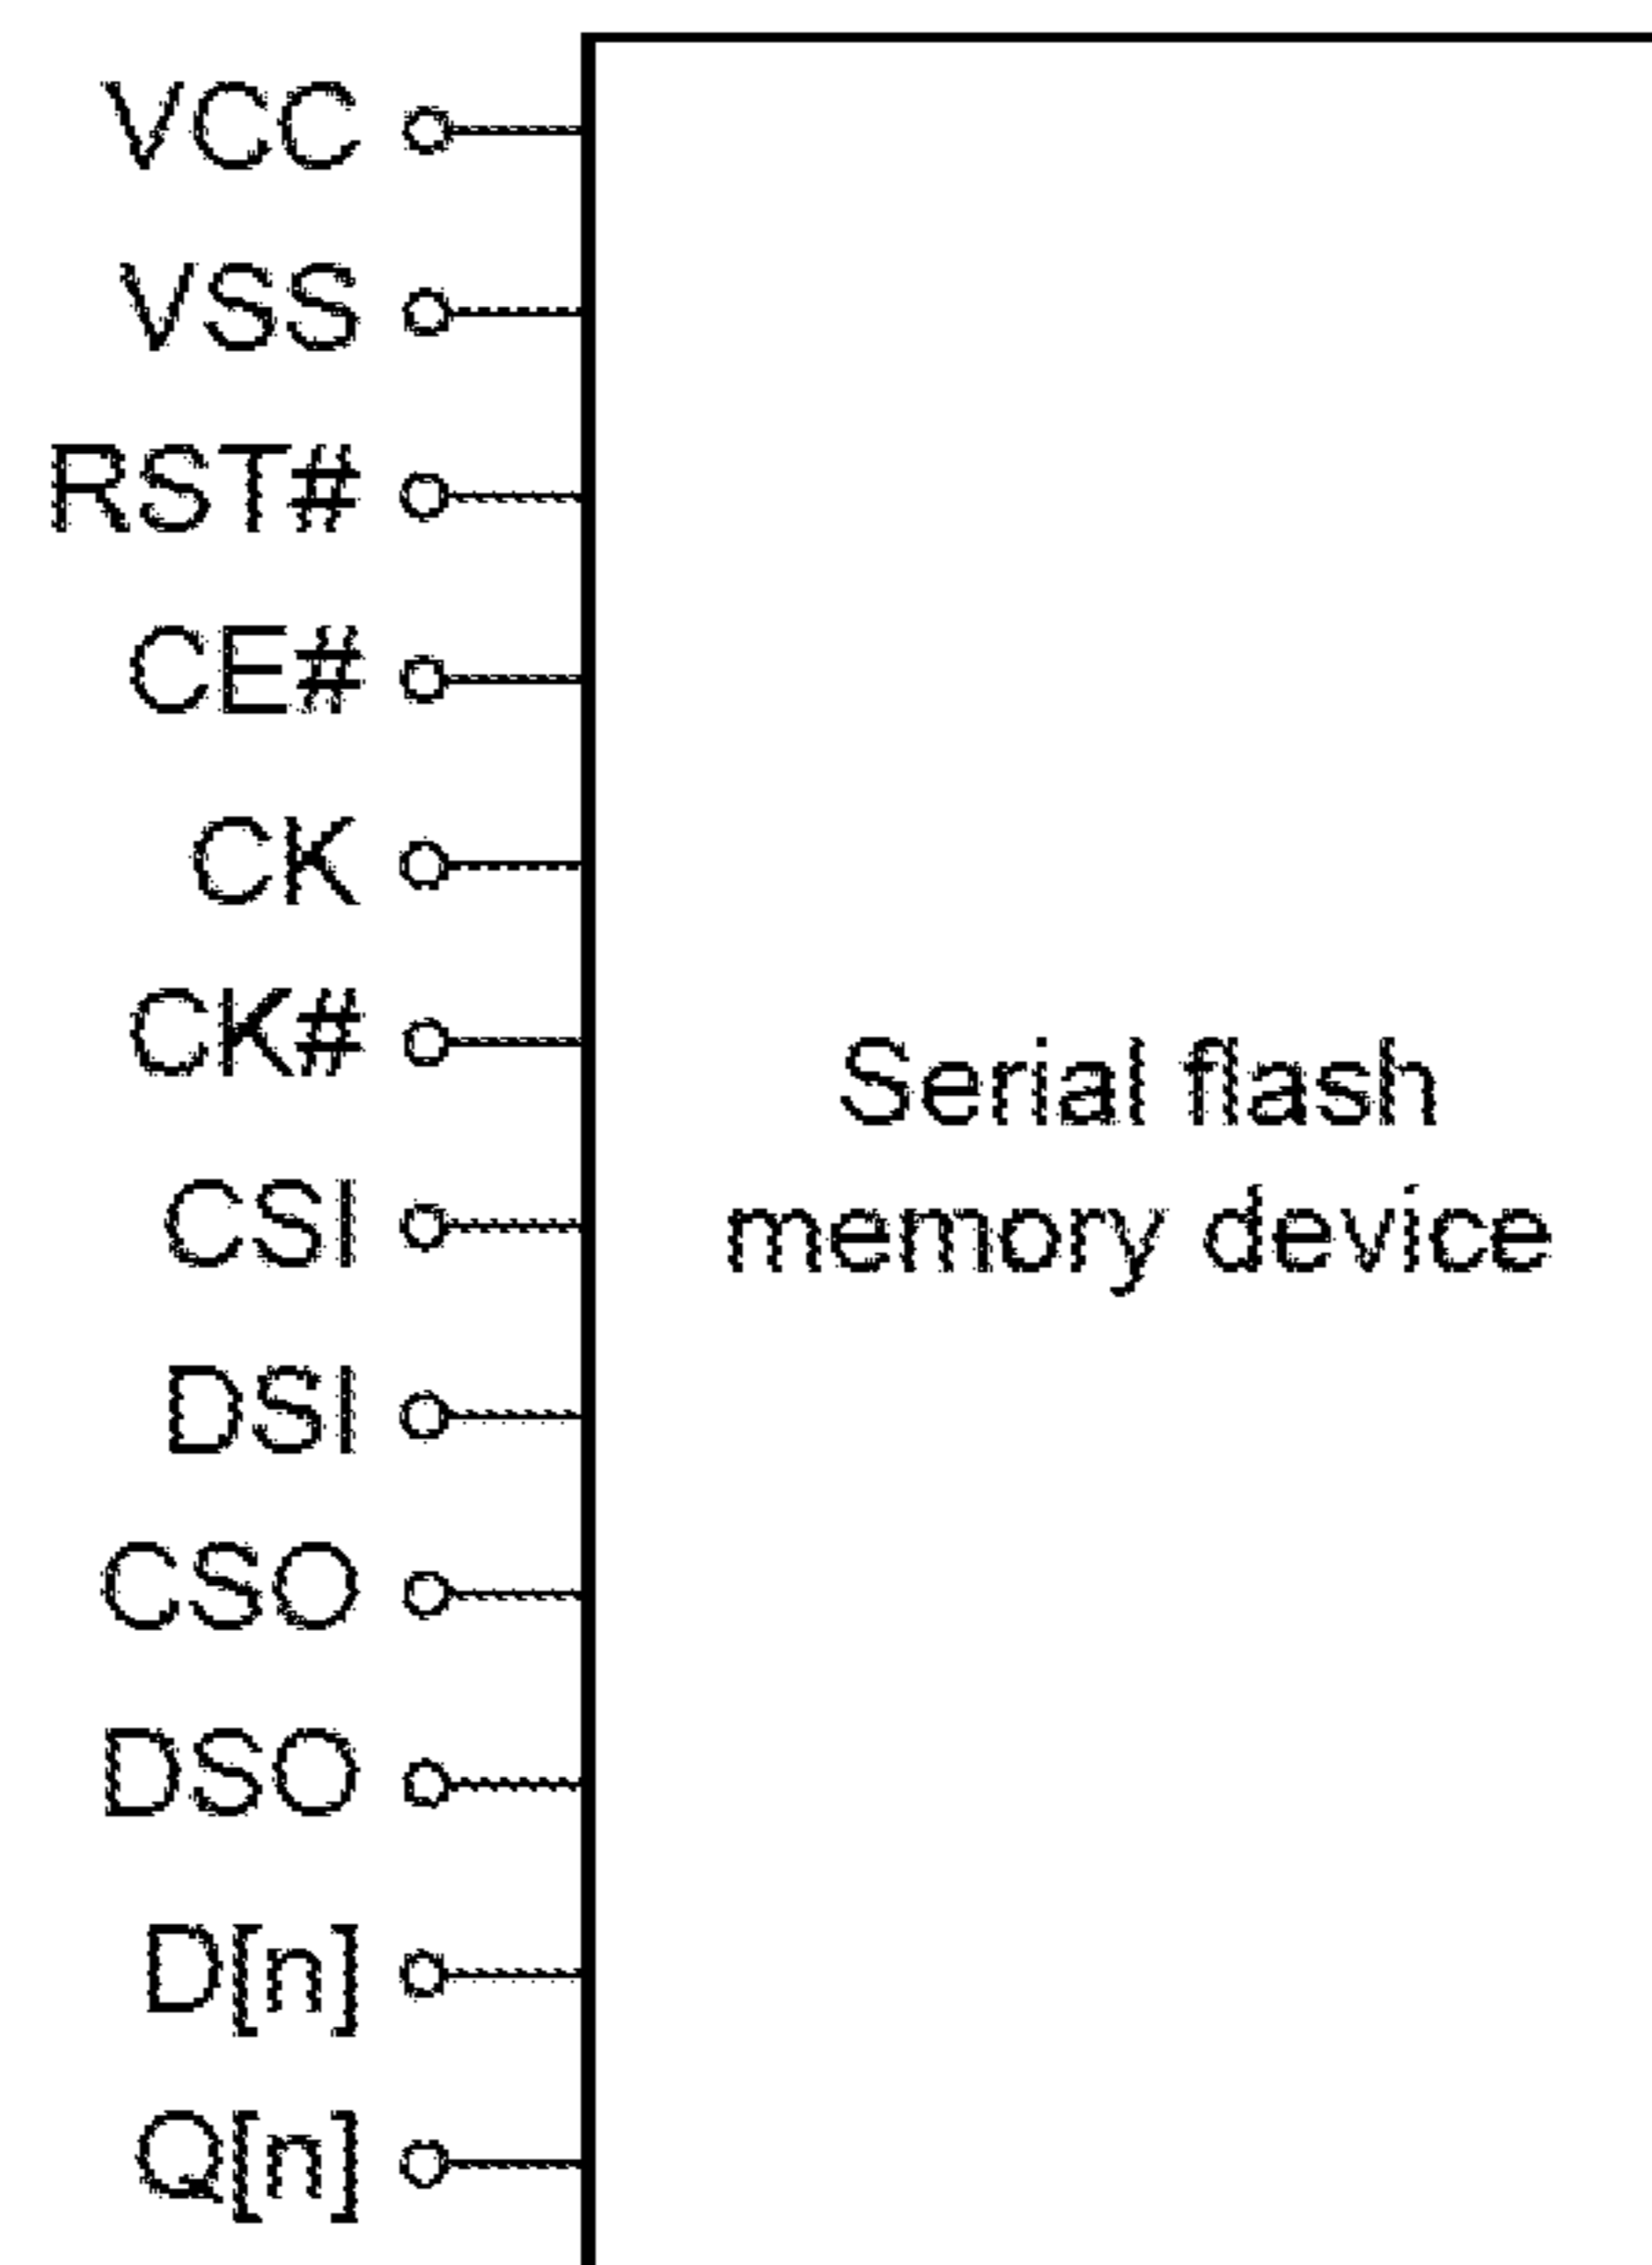 VCC
VSS
RST#
CE#
CK
CK#
CSI
DSI
CSO
DSO
D[n]
Q[n]
Serial flash
memory device